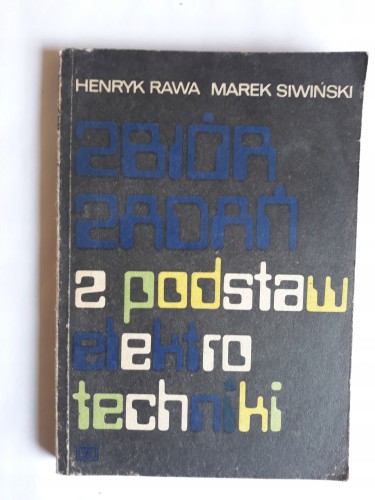 HENRYK RAWA MAREK SIWIŃSKI
ZBIÓR
ZADAŃ
z podstaw
elektro
techniki